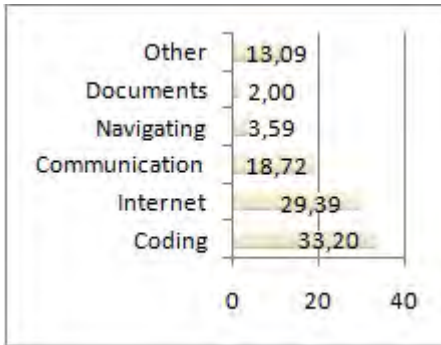 Other 13,09
Documents 2,00
Navigating 3,59
Communication 18,72
Internet 29,39
Coding 33,20
0 20 40